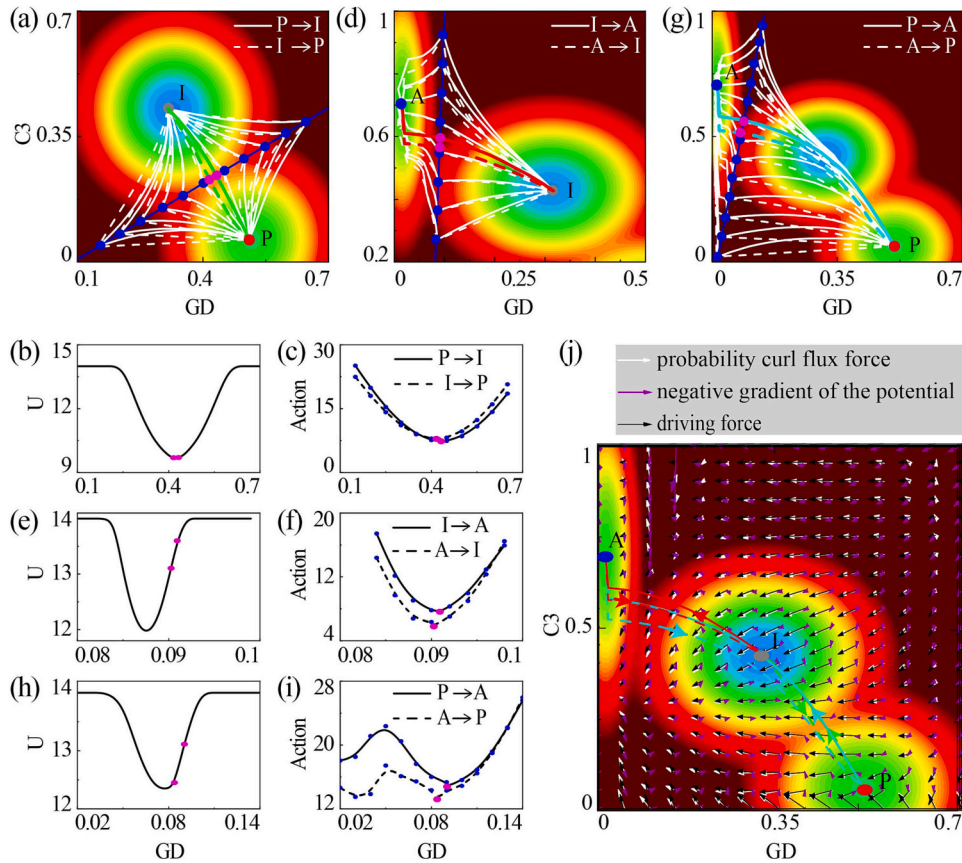 (a)
0.7
P→I
I→P
C3
0.35
I
P
0
0.1
0.4
0.7
GD
(d)
1
I→A
A→I
A
0.6
I
0.2
0
0.25
0.5
GD
(g)
1
P→A
A→P
A
0.5
I
P
0
0
0.35
0.7
GD
(b)
15
U
12
9
0.1
0.4
0.7
(c)
30
P→I
I→P
Action
15
0
0.1
0.4
0.7
(e)
14
U
13
12
0.08
0.09
0.1
(f)
20
I→A
A→I
Action
12
4
0.08
0.09
0.1
(h)
14
U
13
12
0.02
0.08
0.14
GD
(i)
28
P→A
A→P
Action
20
12
0.02
0.08
0.14
GD
(j)
probability curl flux force
negative gradient of the potential
driving force
1
A
C3
0.5
I
P
0
0
0.35
0.7
GD